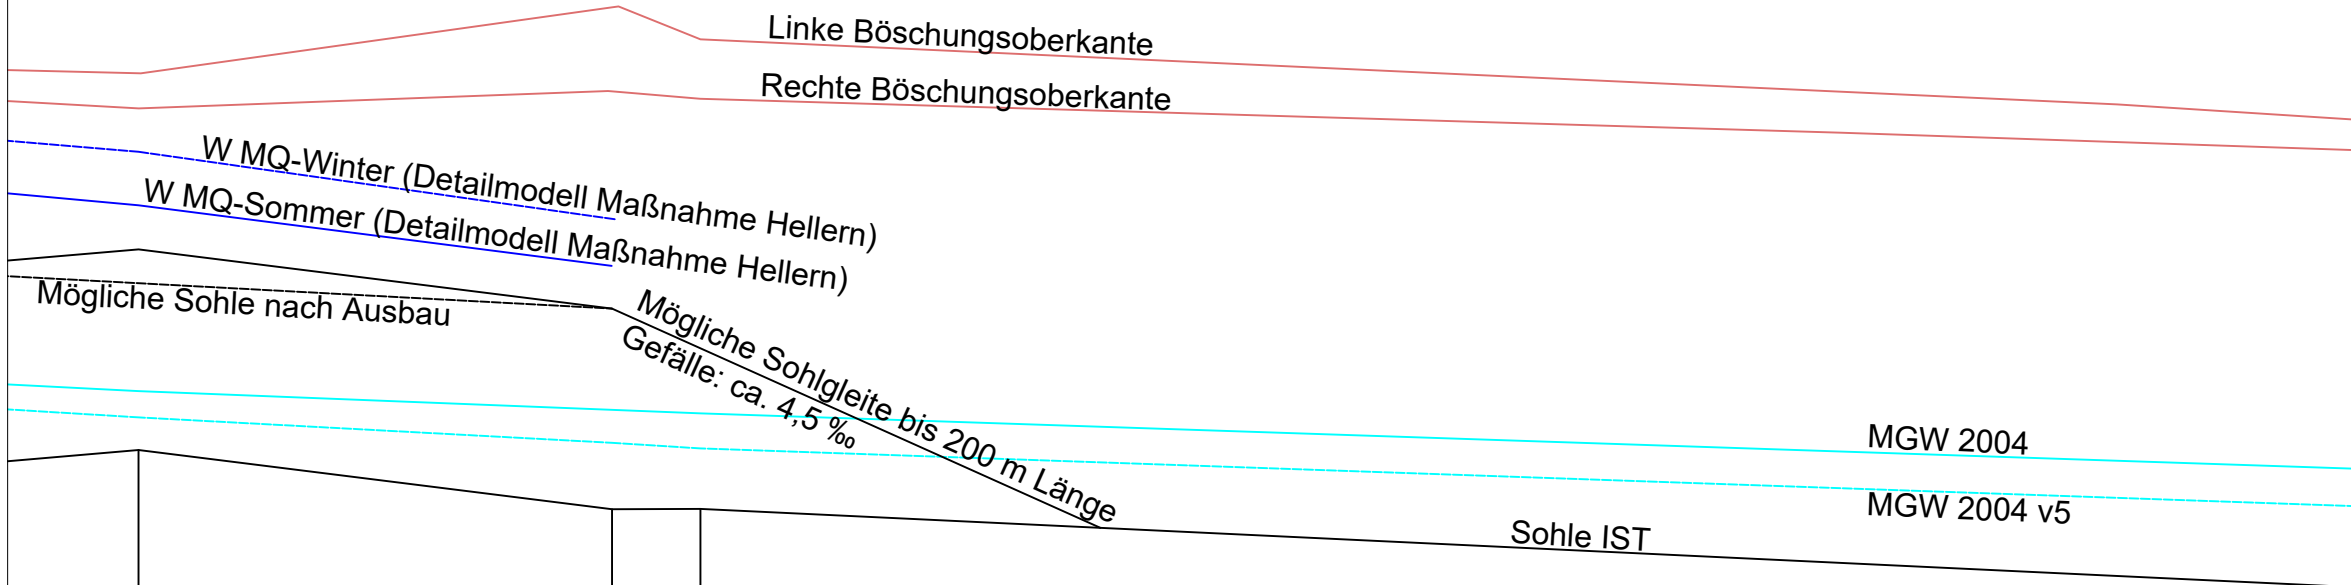 Linke Böschungsoberkante
Rechte Böschungsoberkante
W MQ-Winter (Detailmodell Maßnahme Hellern)
W MQ-Sommer (Detailmodell Maßnahme Hellern)
Mögliche Sohle nach Ausbau
Mögliche Sohlgleite bis 200 m Länge
Gefälle: ca. 4,5 ‰
MGW 2004
MGW 2004 v5
Sohle IST